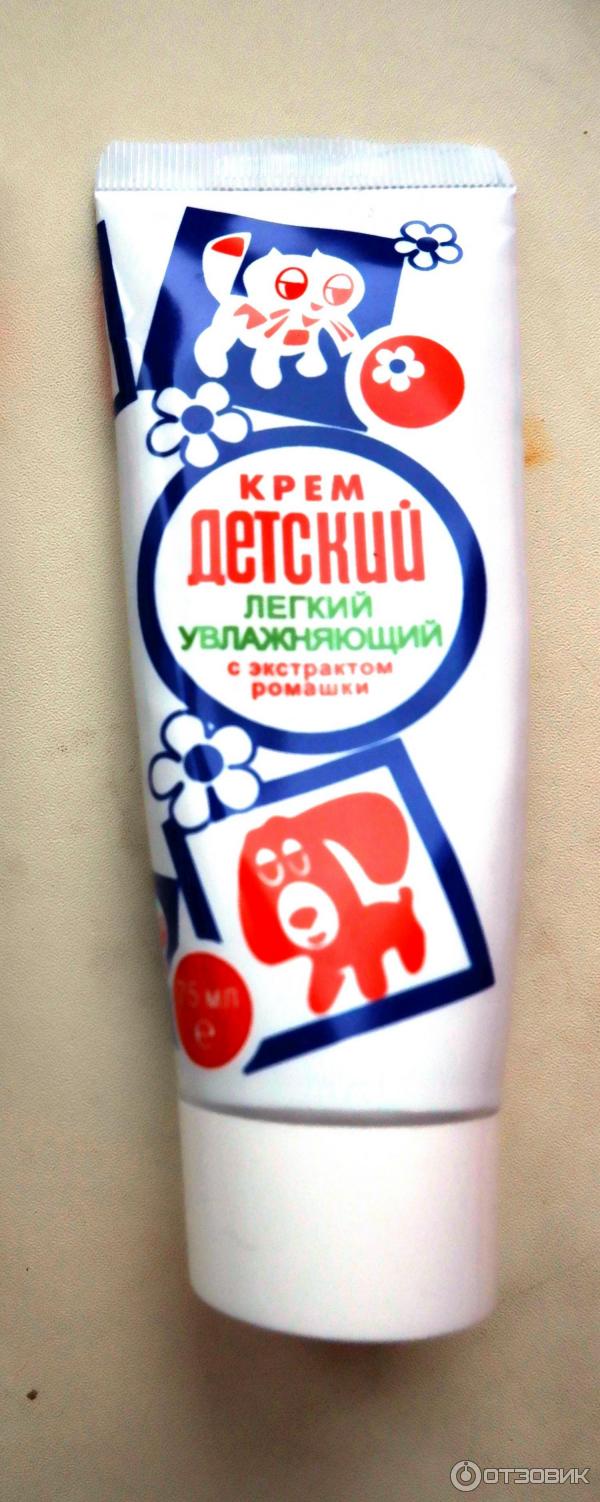 КРЕМ
ДЕТСКИЙ
ЛЕГКИЙ
УВЛАЖНЯЮЩИЙ
с экстрактом
ромашки
75 мл
е
ОТЗОВИК